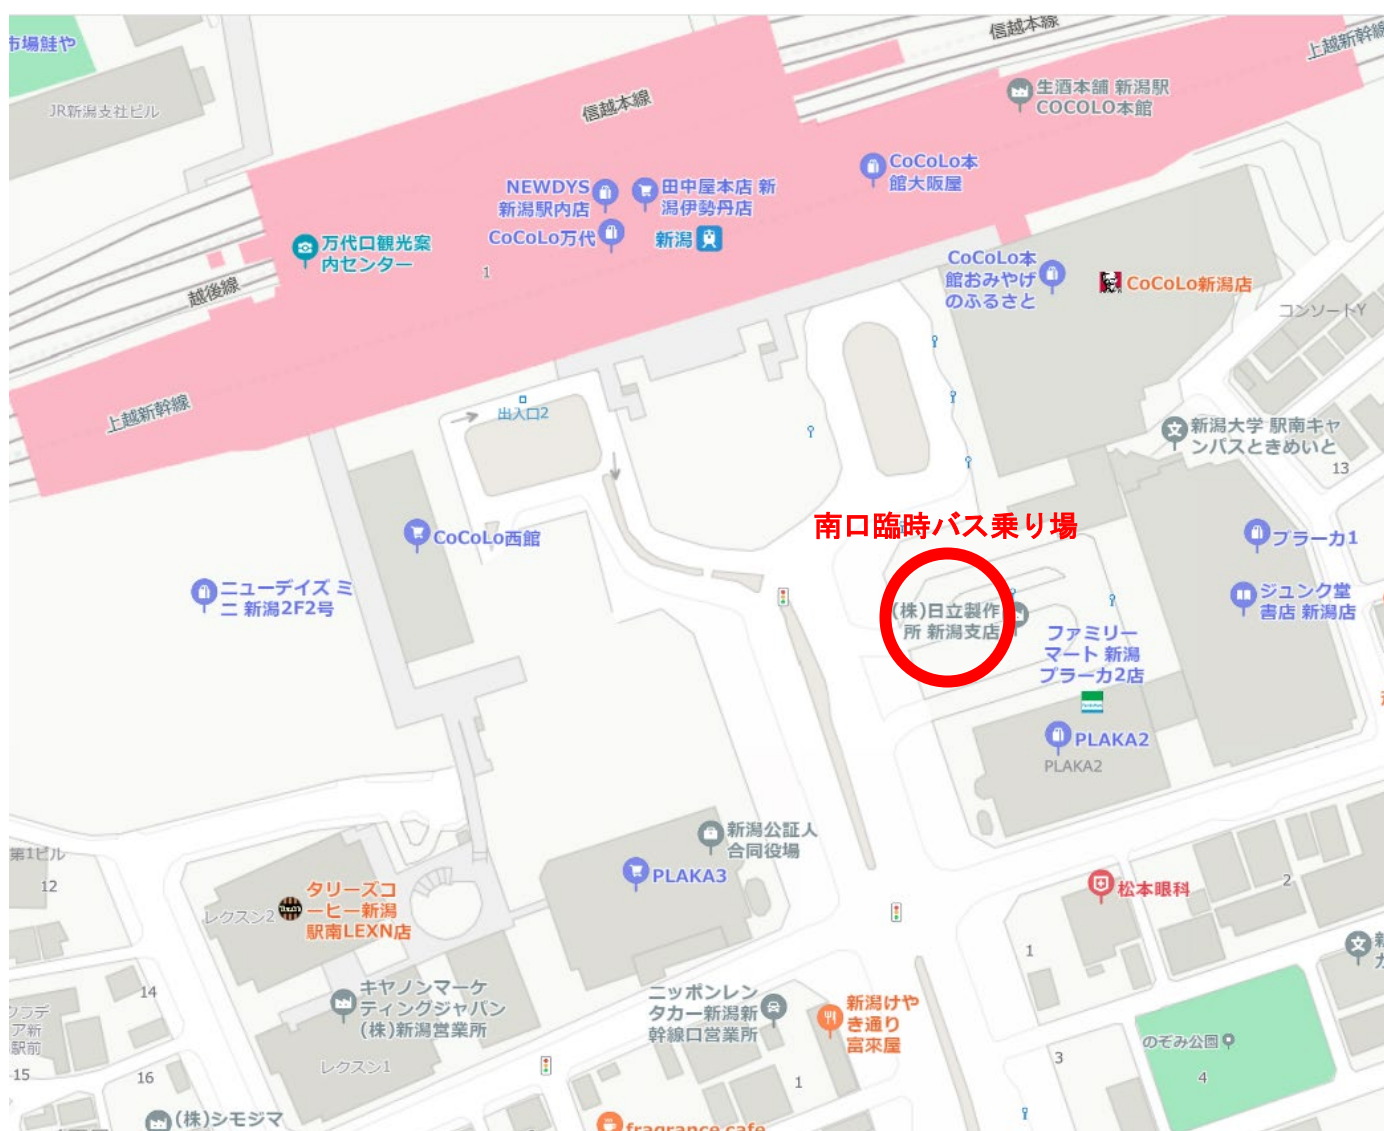 市場鮭や
JR新潟支社ビル
信越本線
信越本線
上越新幹線
生酒本舗 新潟駅
COCOLO本館
CoCoLo本
館大阪屋
NEWDYS
新潟駅内店
田中屋本店 新
潟伊勢丹店
CoCoLo万代
新潟
万代口観光案
内センター
1
越後線
CoCoLo本
館おみやげ
のふるさと
CoCoLo新潟店
コンソートY
上越新幹線
出入口2
新潟大学 駅南キャ
ンパスときめいと
13
南口臨時バス乗り場
CoCoLo西館
プラーカ1
ニューデイズ ミ
ニ 新潟2F2号
(株)日立製作
所 新潟支店
ジュンク堂
書店 新潟店
ファミリー
マート 新潟
プラーカ2店
FamilyMart
PLAKA2
PLAKA2
新潟公証人
合同役場
第1ビル
12
PLAKA3
松本眼科
2
タリーズコ
ーヒー新潟
駅南LEXN店
レクスン2
1
新
カ
キヤノンマーケ
ティングジャパン
(株)新潟営業所
14
ニッポンレン
タカー新潟新
幹線口営業所
新潟けや
き通り
富來屋
のぞみ公園
ア新
駅前
15
16
レクスン1
1
3
4
(株)シモジマ
fragrance cafe